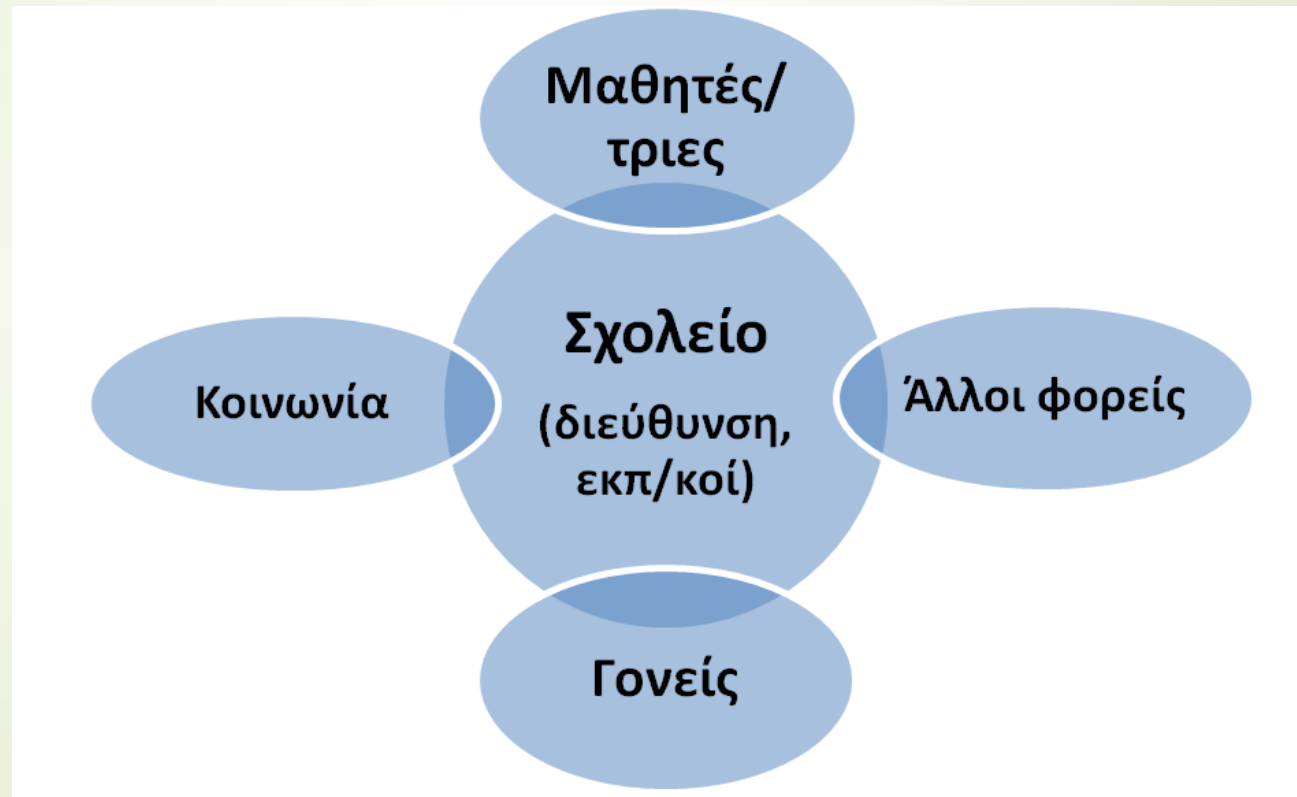 Μαθητές/
τριες
Σχολείο
(διεύθυνση,
εκπ/κοί)
Κοινωνία
Άλλοι φορείς
Γονείς